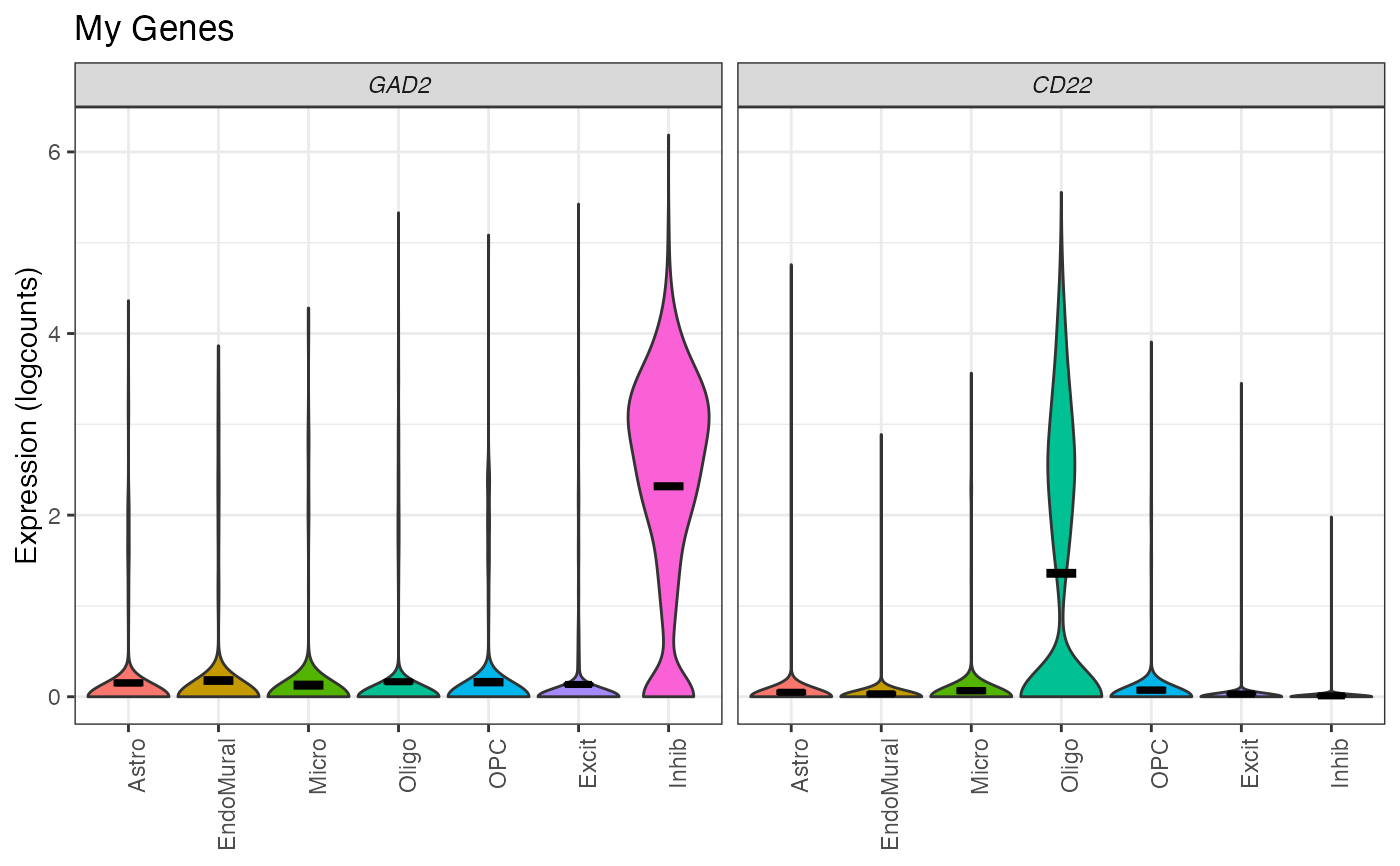 My Genes
GAD2 CD22
Expression (logcounts)
6
4
2
0
Astro EndoMural Micro Oligo OPC Excit Inhib Astro EndoMural Micro Oligo OPC Excit Inhib